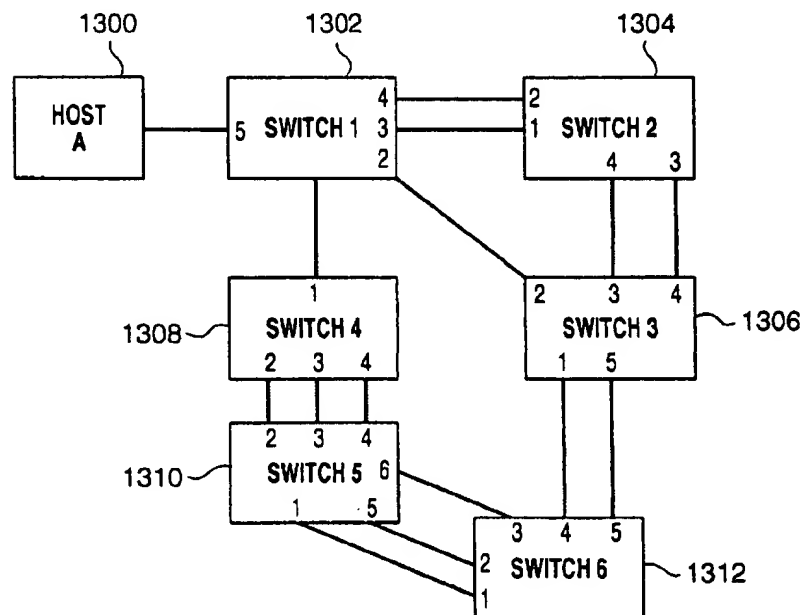 1300
1302
1304
HOST
A
5 SWITCH 1 4
3
2
2
1 SWITCH 2
4 3
1
SWITCH 4
2 3 4
1308
2 3 4
SWITCH 3
1 5
1306
2 3 4
SWITCH 5 6
1 5
1310
3 4 5
2
SWITCH 6
1
1312